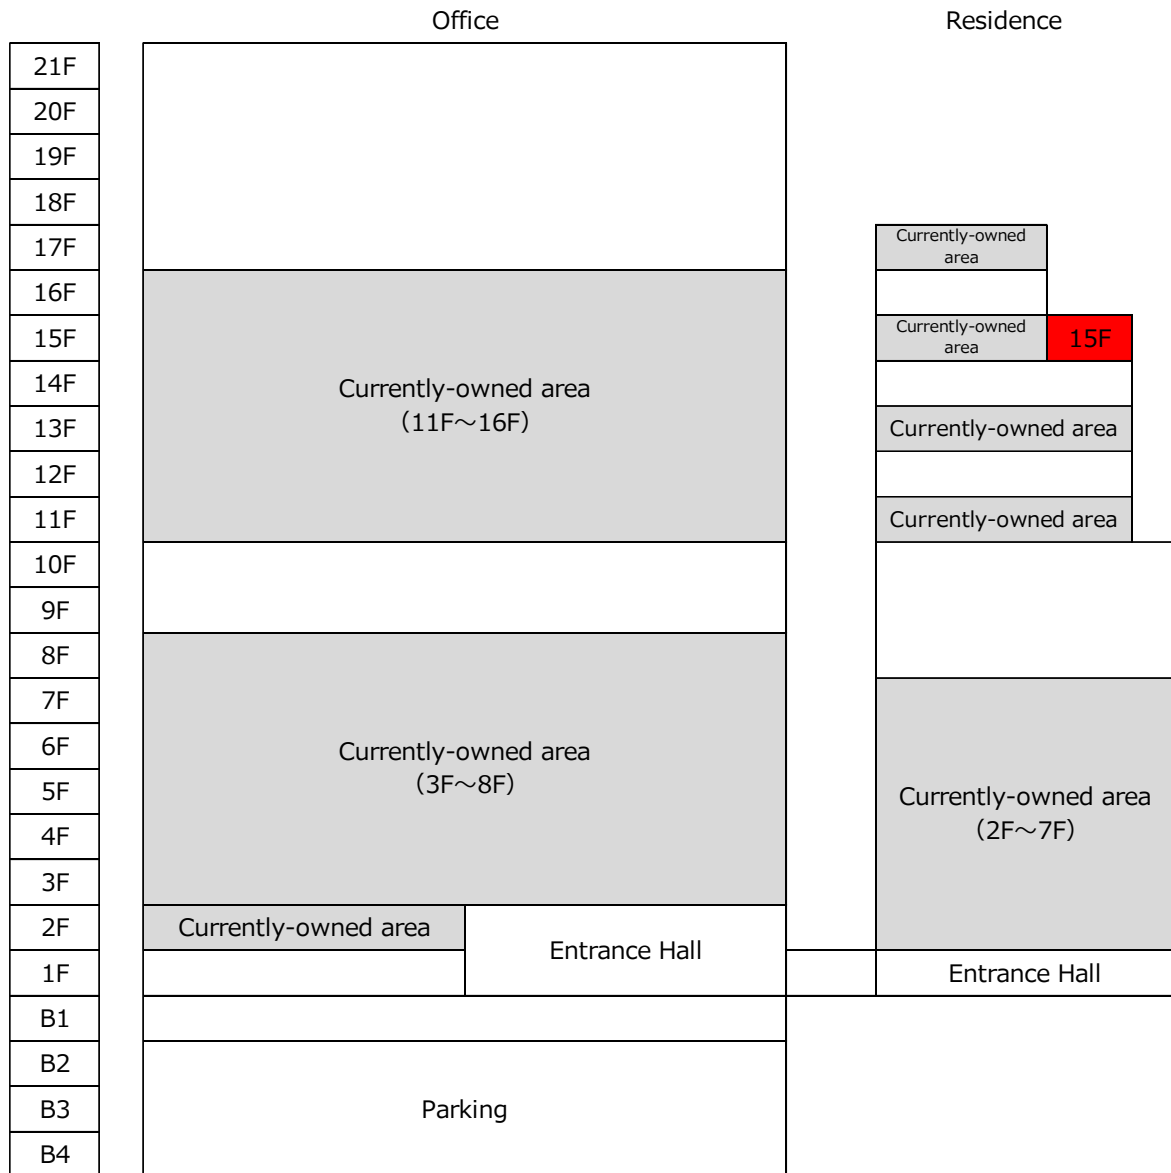 Office
Residence
21F
20F
19F
18F
17F
Currently-owned
area
16F
15F
Currently-owned
area
15F
14F
Currently-owned area
(11F～16F)
13F
Currently-owned area
12F
11F
Currently-owned area
10F
9F
8F
7F
6F
Currently-owned area
(3F～8F)
5F
Currently-owned area
(2F～7F)
4F
3F
2F
Currently-owned area
Entrance Hall
1F
Entrance Hall
B1
B2
B3
Parking
B4